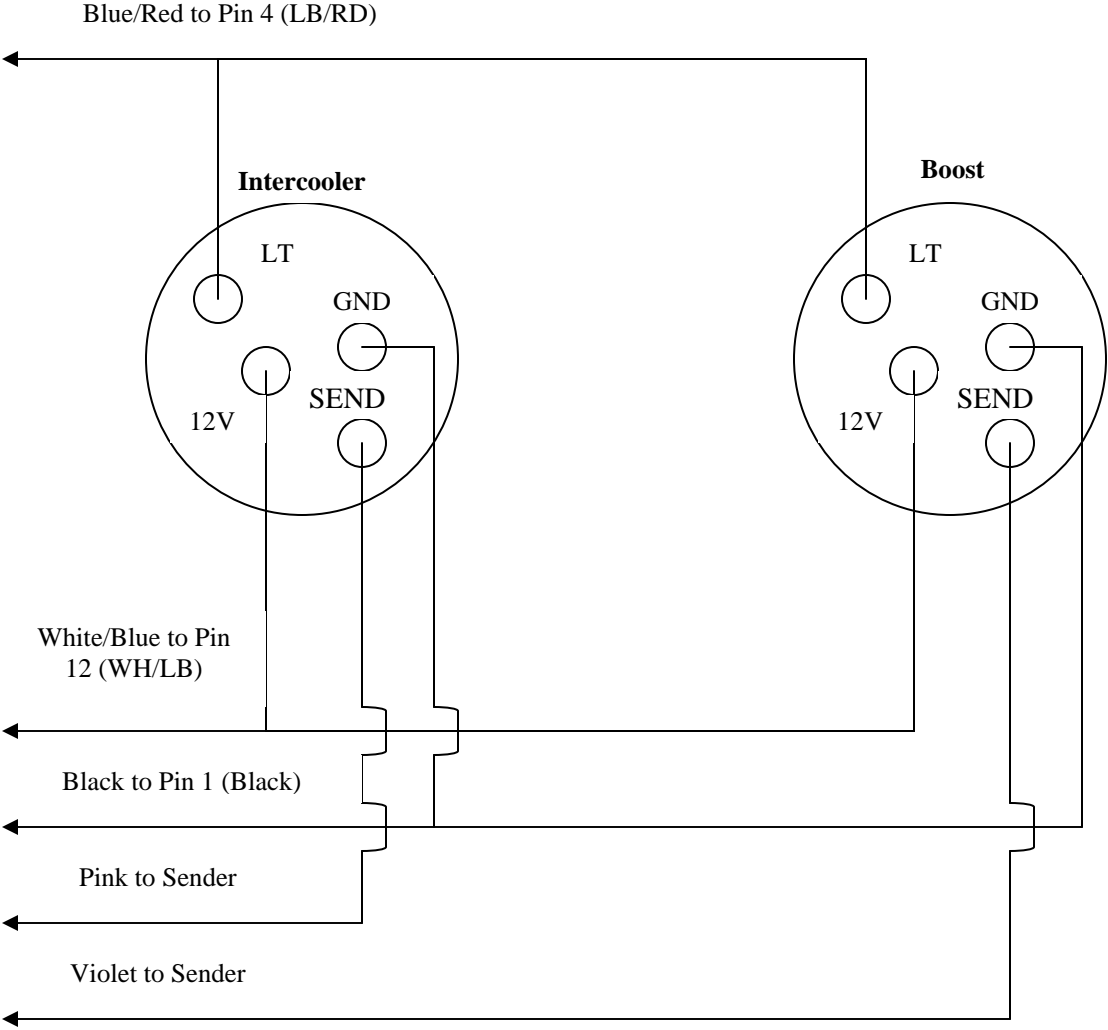 Blue/Red to Pin 4 (LB/RD)
Intercooler
Boost
LT
LT
GND
GND
SEND
SEND
12V
12V
White/Blue to Pin
12 (WH/LB)
Black to Pin 1 (Black)
Pink to Sender
Violet to Sender